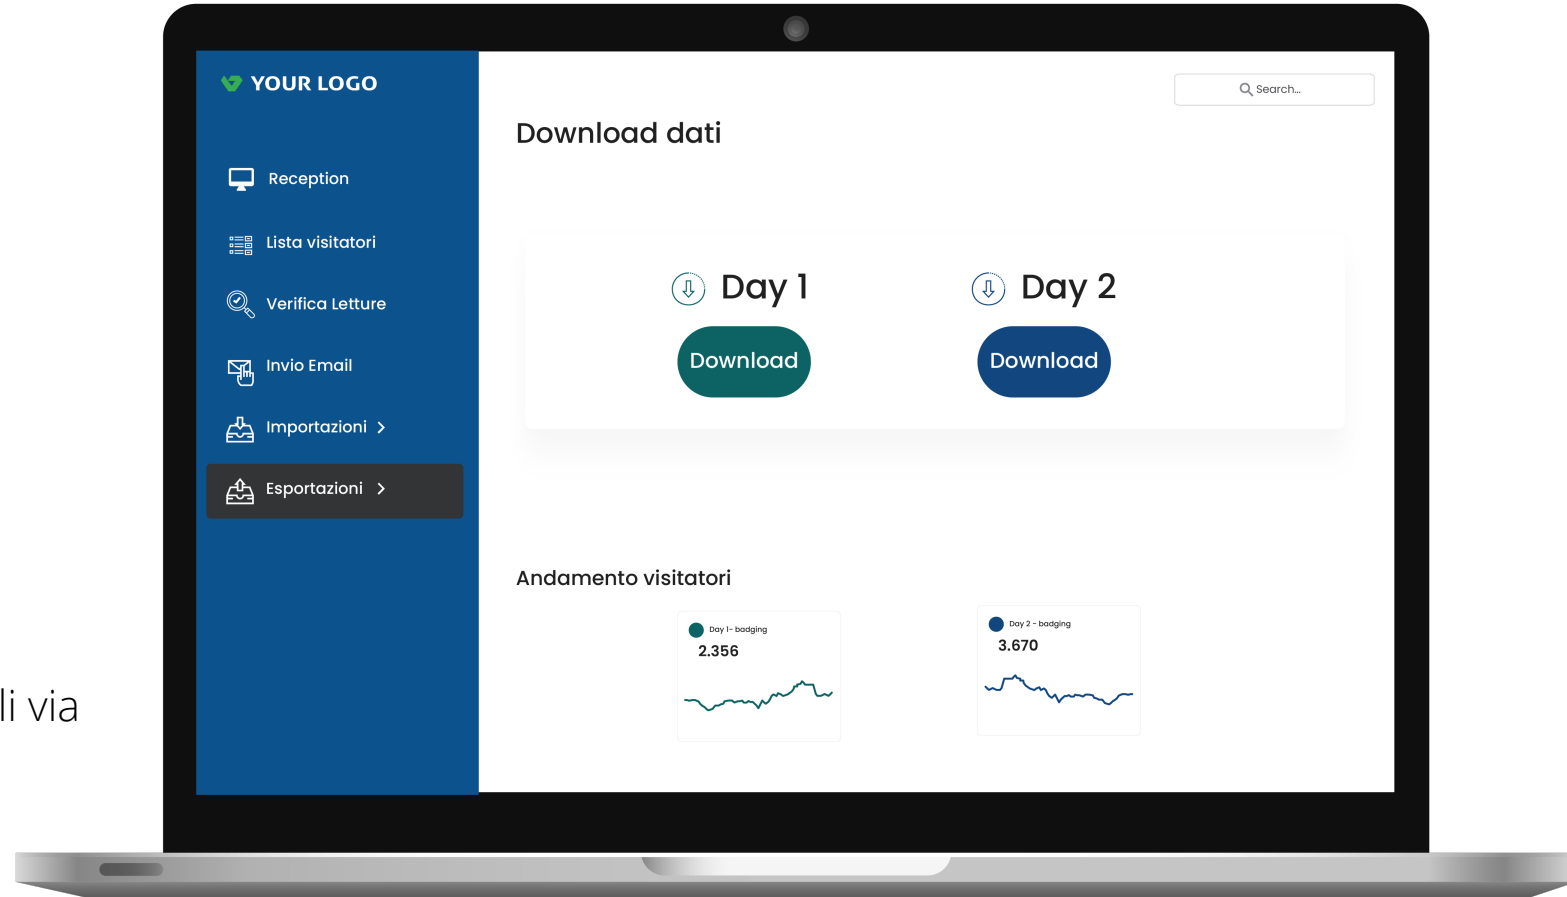 YOUR LOGO
Reception
Lista visitatori
Verifica Letture
Invio Email
Importazioni
Esportazioni
Search...
Download dati
Day 1
Day 2
Download
Download
Andamento visitatori
Day 1- badging
2.356
Day 2 - badging
3.670
li via